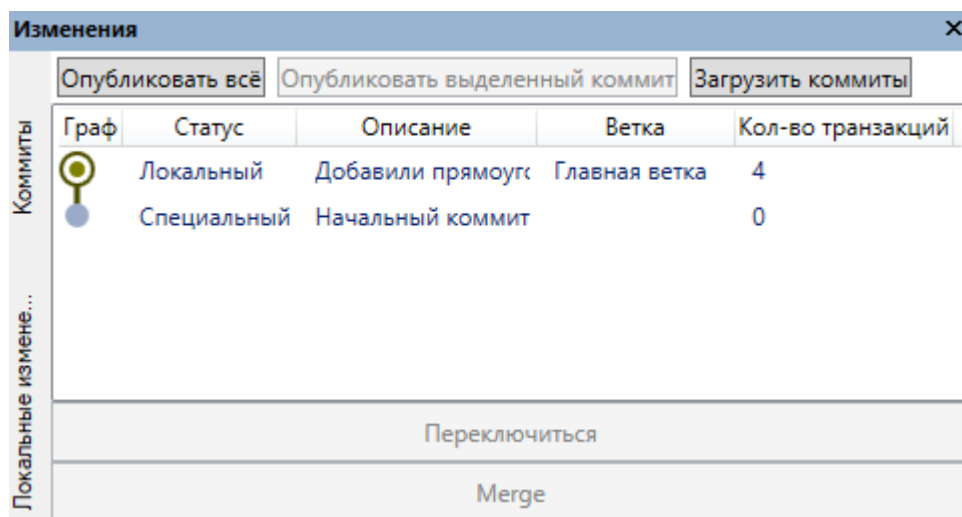 Изменения
Опубликовать всё Опубликовать выделенный коммит Загрузить коммиты
Коммиты
Граф Статус Описание Ветка Кол-во транзакций
Локальный Добавили прямоуго Главная ветка 4
Специальный Начальный коммит 0
Локальные измене...
Переключиться
Merge